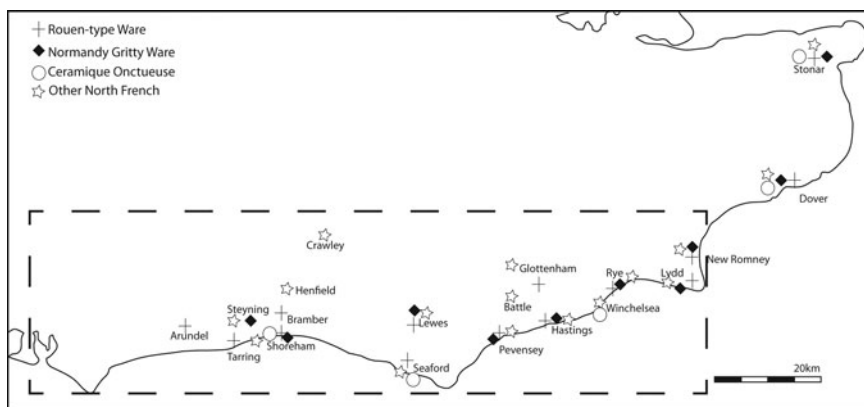 Rouen-type Ware
Normandy Gritty Ware
Ceramique Onctueuse
Other North French
Stonar
Dover
Crawley
New Romney
Glottenham
Rye
Lydd
Henfield
Battle
Winchelsea
Steyning
Bramber
Lewes
Hastings
Arundel
Shoreham
Pevensey
Tarring
Seaford
20km